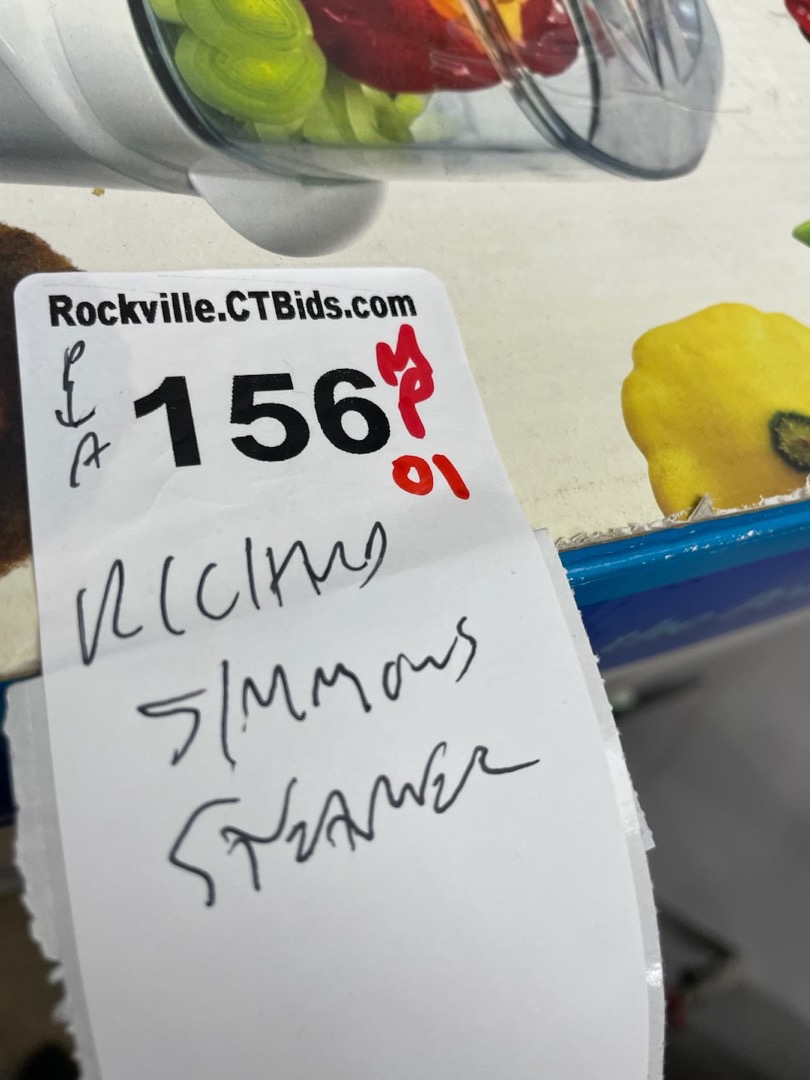 Rockville.CTBids.com
156
MP
01
A
RICHARD
SIMMONS
STEAMER